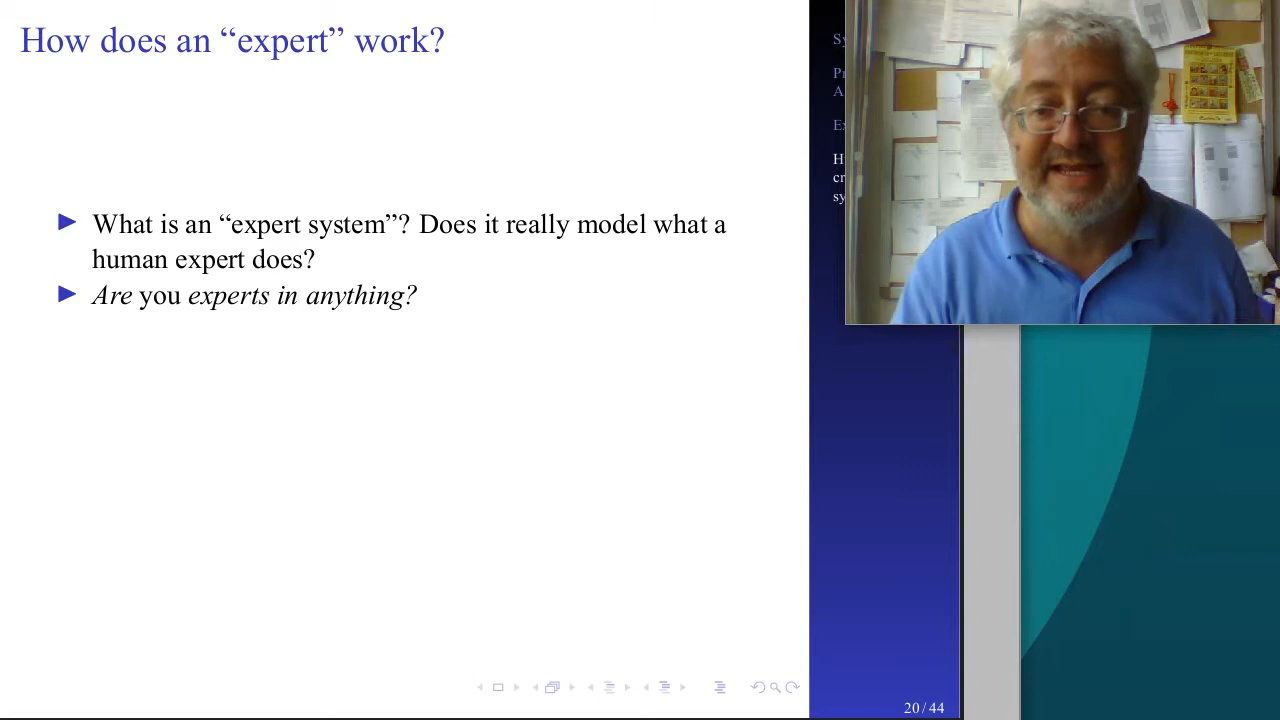 How does an “expert” work?
What is an “expert system”? Does it really model what a
human expert does?
Are you experts in anything?
20 / 44